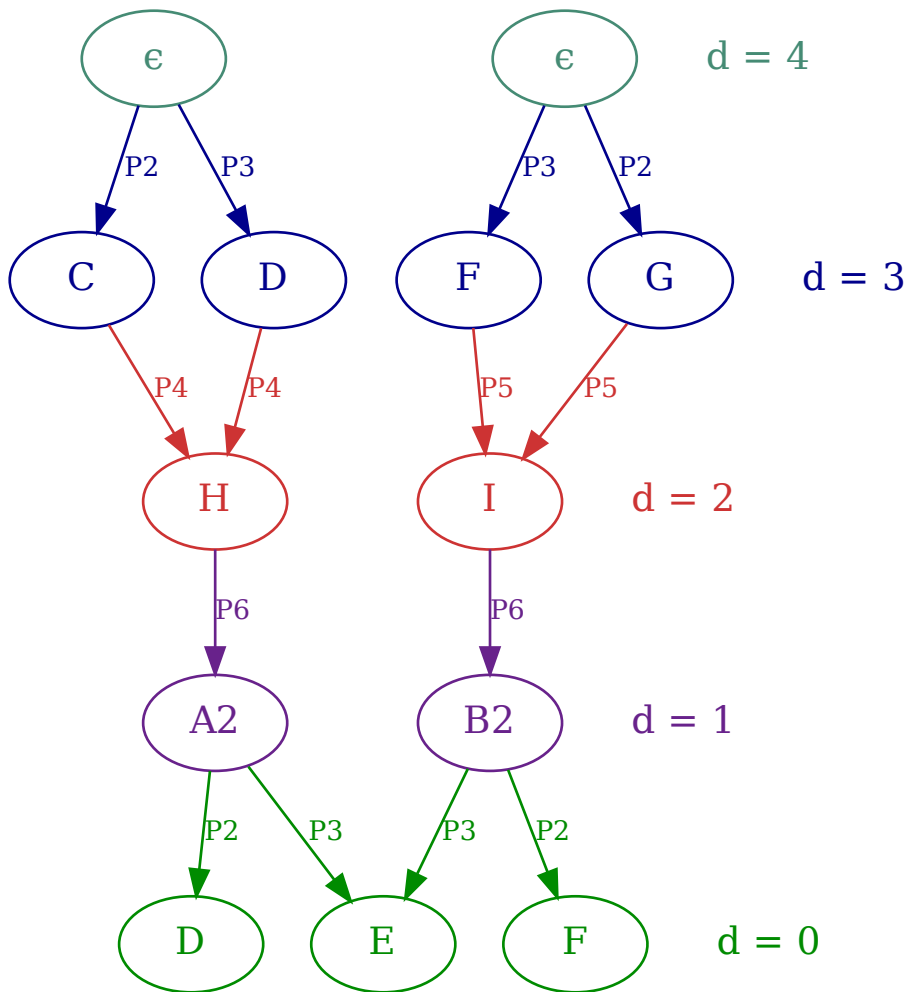 ϵ ϵ d = 4
P2 P3 P3 P2
C D F G d = 3
P4 P4 P5 P5
H I d = 2
P6 P6
A2 B2 d = 1
P2 P3 P3 P2
D E F d = 0